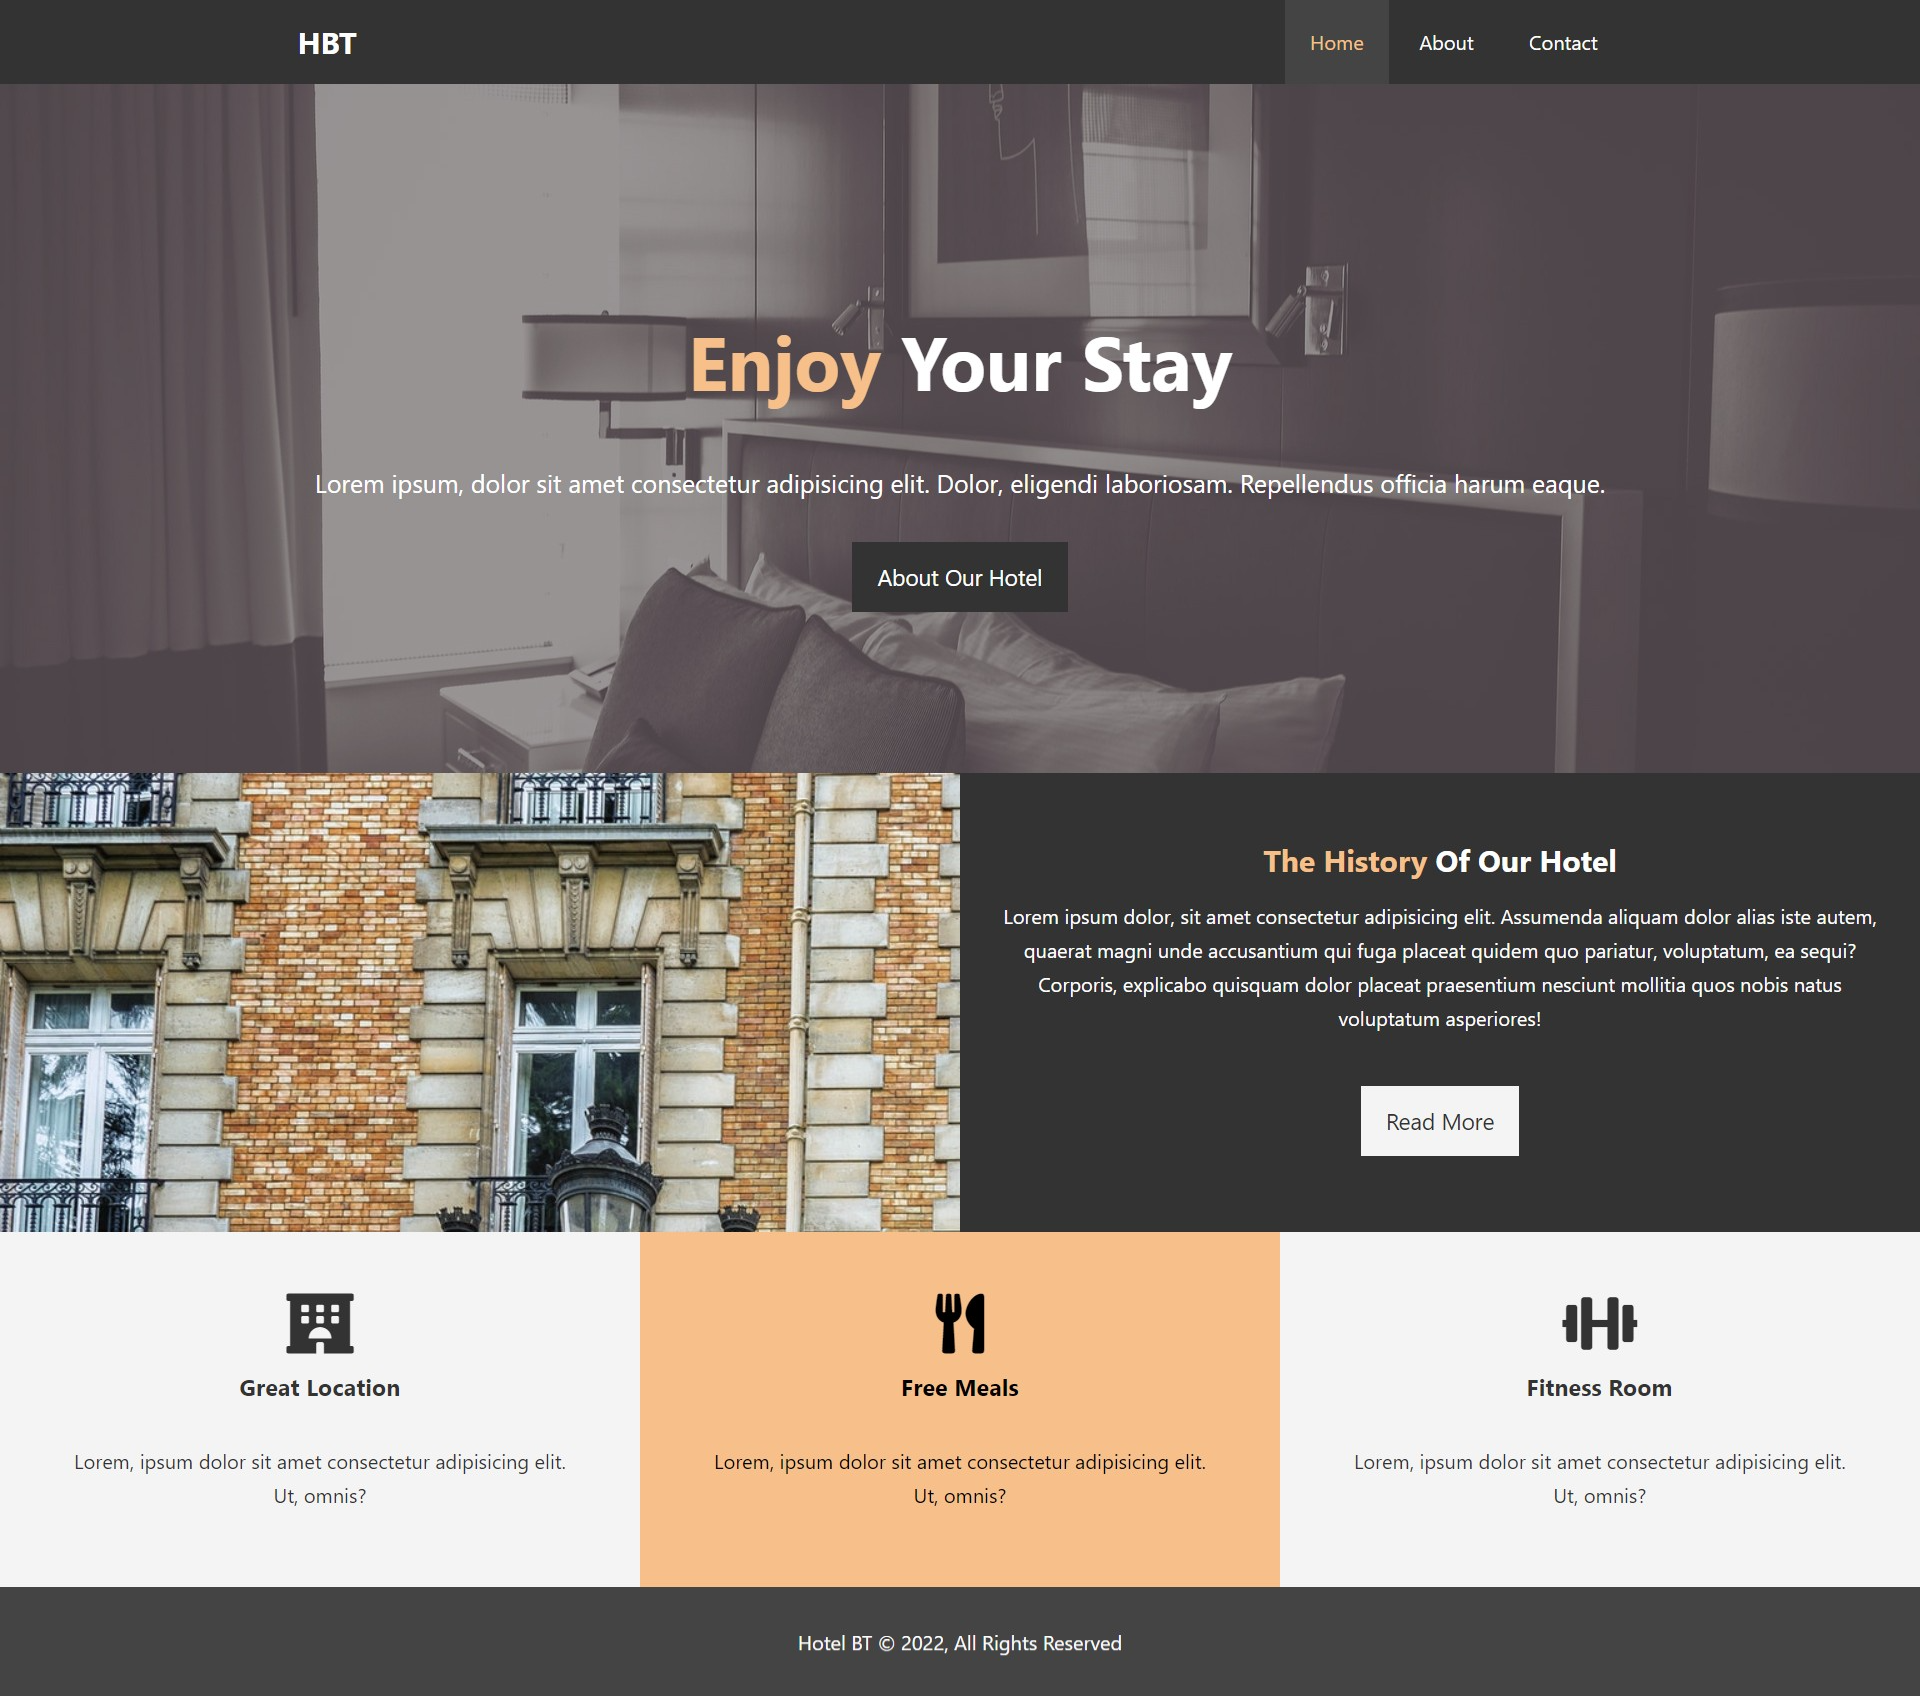 HBT
Home About Contact
Enjoy Your Stay
Lorem ipsum, dolor sit amet consectetur adipisicing elit. Dolor, eligendi laboriosam. Repellendus officia harum eaque.
About Our Hotel
The History Of Our Hotel
Lorem ipsum dolor, sit amet consectetur adipisicing elit. Assumenda aliquam dolor alias iste autem,
quaerat magni unde accusantium qui fuga placeat quidem quo pariatur, voluptatum, ea sequi?
Corporis, explicabo quisquam dolor placeat praesentium nesciunt mollitia quos nobis natus
voluptatum asperiores!
Read More
Great Location
Lorem, ipsum dolor sit amet consectetur adipisicing elit.
Ut, omnis?
Free Meals
Lorem, ipsum dolor sit amet consectetur adipisicing elit.
Ut, omnis?
Fitness Room
Lorem, ipsum dolor sit amet consectetur adipisicing elit.
Ut, omnis?
Hotel BT © 2022, All Rights Reserved